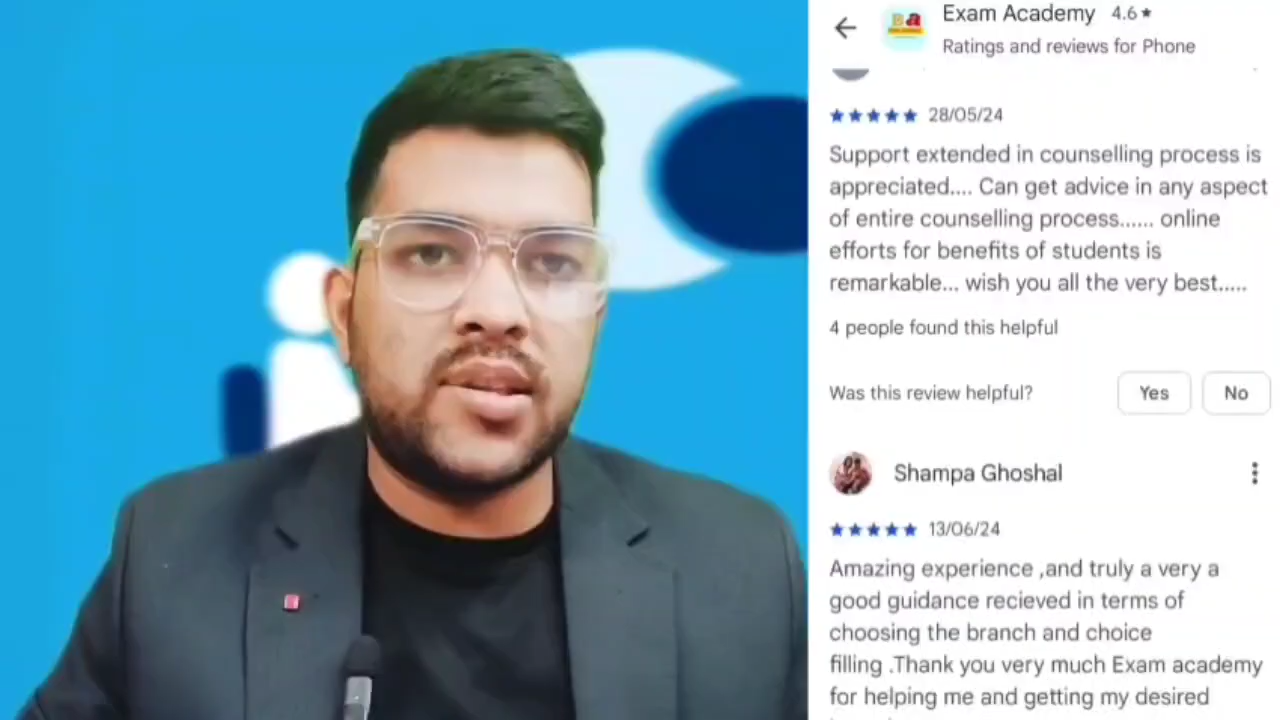 Exam Academy 4.6★
Ratings and reviews for Phone
★★★★★ 28/05/24
Support extended in counselling process is
appreciated.... Can get advice in any aspect
of entire counselling process...... online
efforts for benefits of students is
remarkable... wish you all the very best.....
4 people found this helpful
Was this review helpful? Yes No
Shampa Ghoshal
★★★★★ 13/06/24
Amazing experience ,and truly a very a
good guidance recieved in terms of
choosing the branch and choice
filling .Thank you very much Exam academy
for helping me and getting my desired